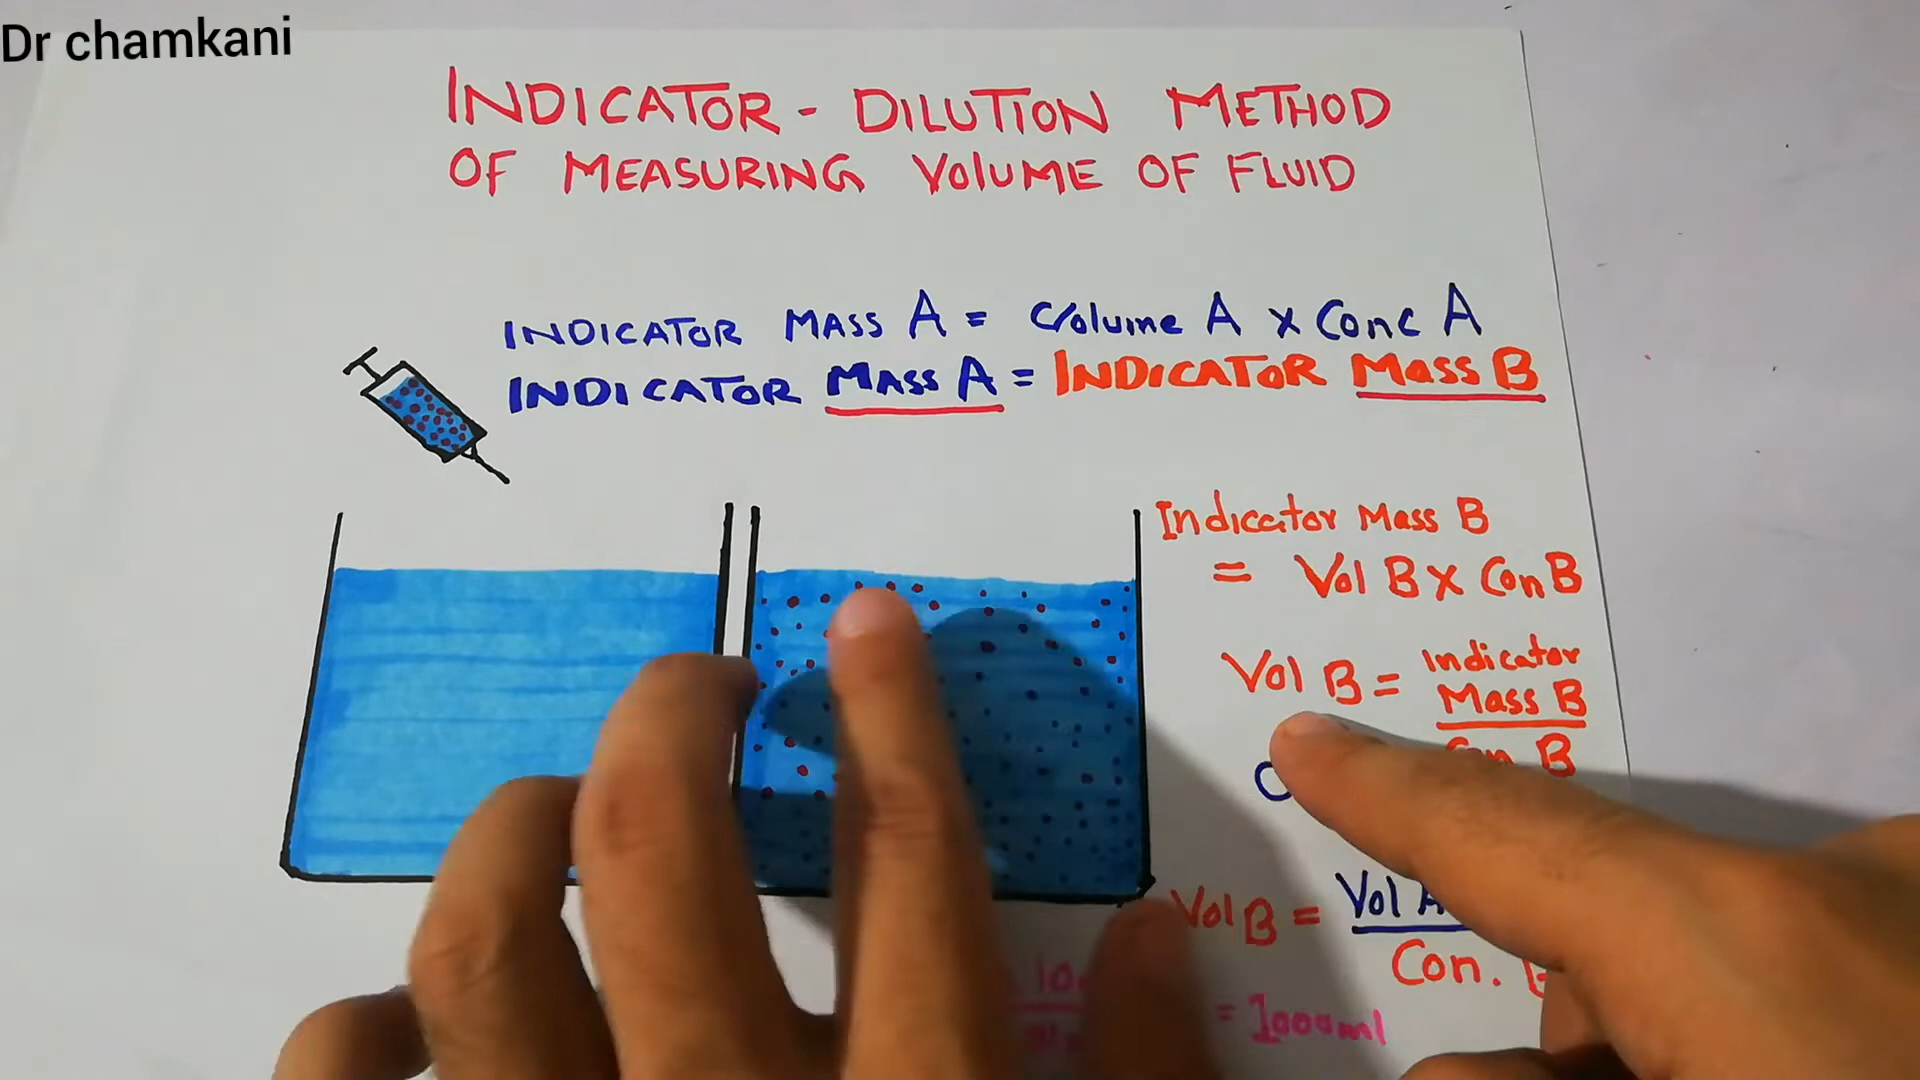 Dr chamkani
INDICATOR - DILUTION METHOD
OF MEASURING VOLUME OF FLUID
INDICATOR MASS A = Volume A x Conc A
INDICATOR MASS A = INDICATOR Mass B
Indicator Mass B
= Vol B x Con B
Vol B = Indicator
Mass B
B
Vol B = Vol A
Con.
= 1000ml